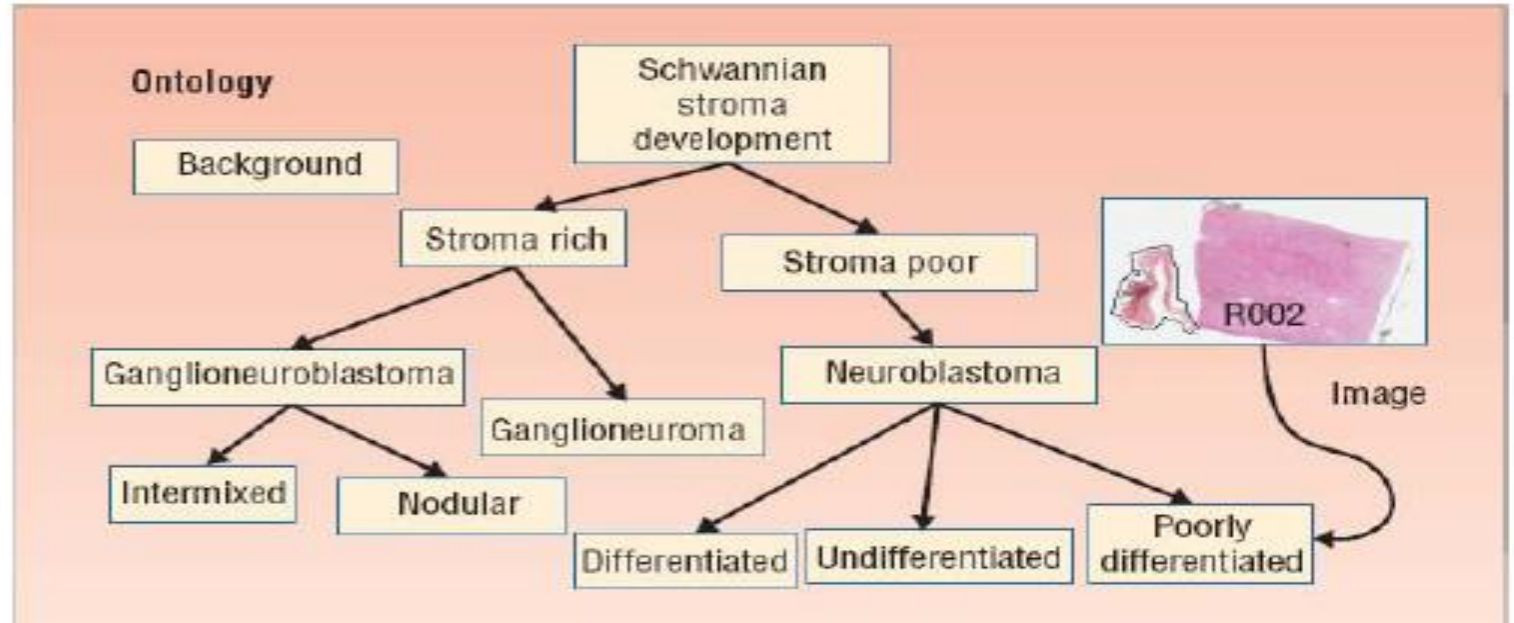 Ontology
Schwannian
stroma
development
Background
Stroma rich
Stroma poor
R002
Image
Ganglioneuroblastoma
Ganglioneuroma
Neuroblastoma
Intermixed
Nodular
Differentiated
Undifferentiated
Poorly
differentiated